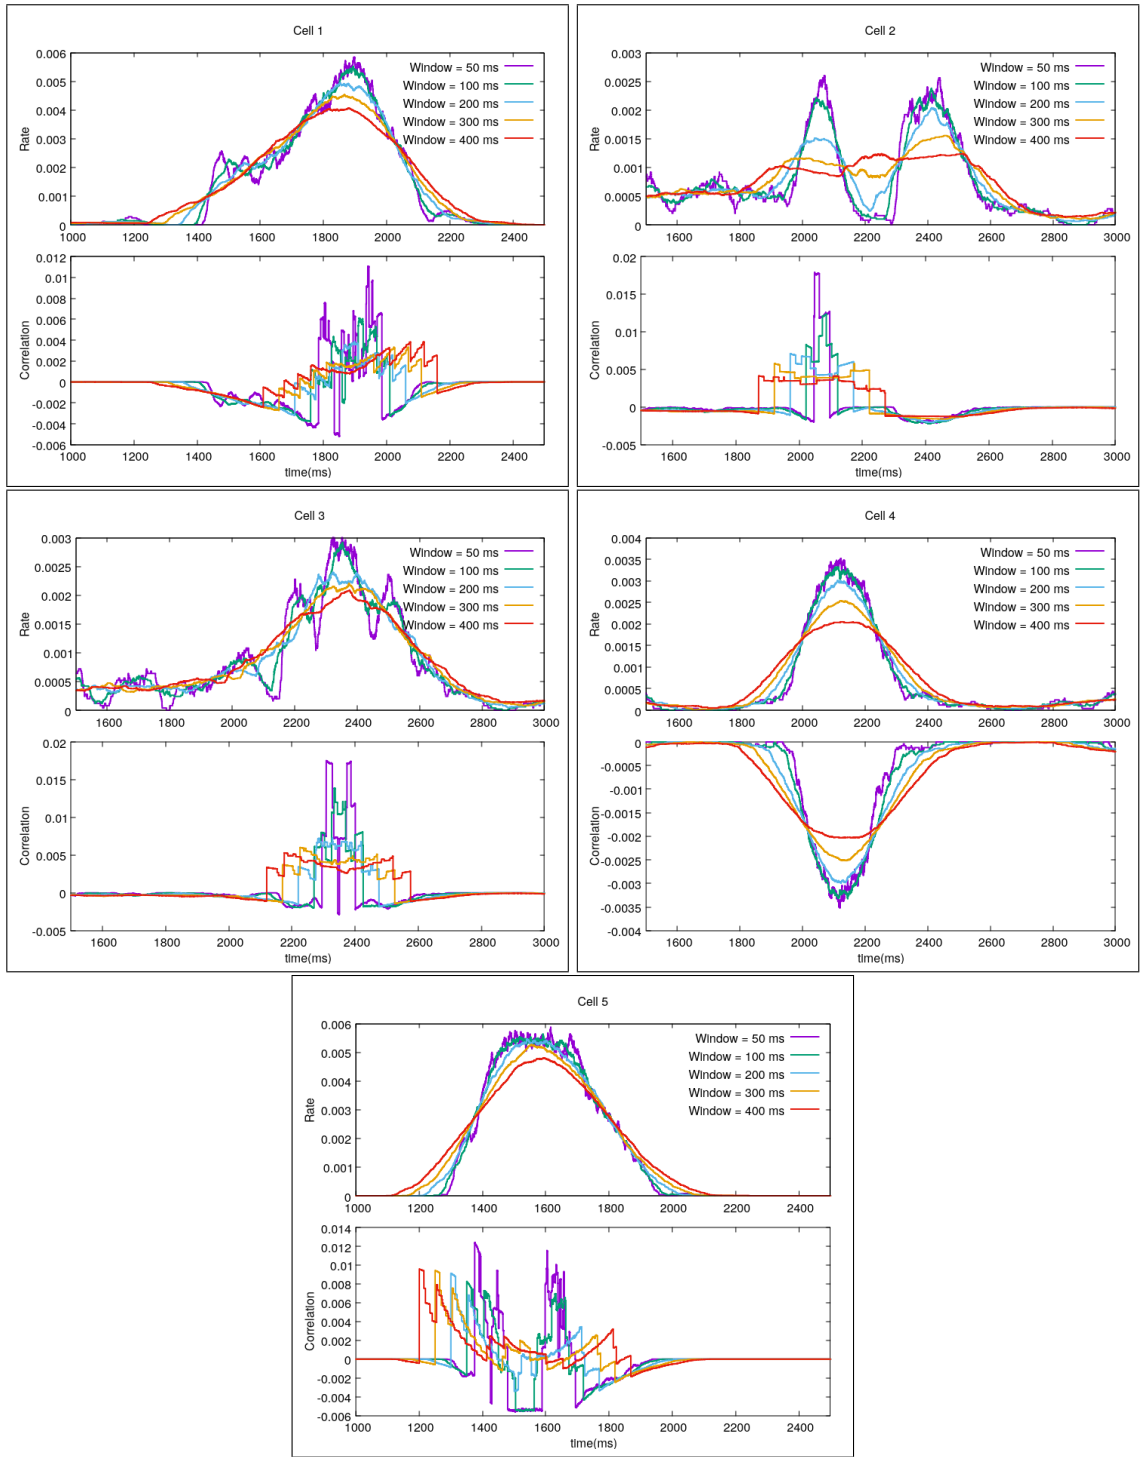 Cell 1
0.006
0.005
0.004
0.003
0.002
0.001
0
Rate
Window = 50 ms
Window = 100 ms
Window = 200 ms
Window = 300 ms
Window = 400 ms
1000 1200 1400 1600 1800 2000 2200 2400
0.012
0.01
0.008
0.006
0.004
0.002
0
-0.002
-0.004
-0.006
Correlation
1000 1200 1400 1600 1800 2000 2200 2400
time(ms)
Cell 2
0.003
0.0025
0.002
0.0015
0.001
0.0005
0
Rate
Window = 50 ms
Window = 100 ms
Window = 200 ms
Window = 300 ms
Window = 400 ms
1600 1800 2000 2200 2400 2600 2800 3000
0.02
0.015
0.01
0.005
0
-0.005
Correlation
1600 1800 2000 2200 2400 2600 2800 3000
time(ms)
Cell 3
0.003
0.0025
0.002
0.0015
0.001
0.0005
0
Rate
Window = 50 ms
Window = 100 ms
Window = 200 ms
Window = 300 ms
Window = 400 ms
1600 1800 2000 2200 2400 2600 2800 3000
0.02
0.015
0.01
0.005
0
-0.005
Correlation
1600 1800 2000 2200 2400 2600 2800 3000
time(ms)
Cell 4
0.004
0.0035
0.003
0.0025
0.002
0.0015
0.001
0.0005
0
Rate
Window = 50 ms
Window = 100 ms
Window = 200 ms
Window = 300 ms
Window = 400 ms
1600 1800 2000 2200 2400 2600 2800 3000
0
-0.0005
-0.001
-0.0015
-0.002
-0.0025
-0.003
-0.0035
-0.004
Correlation
1600 1800 2000 2200 2400 2600 2800 3000
time(ms)
Cell 5
0.006
0.005
0.004
0.003
0.002
0.001
0
Rate
Window = 50 ms
Window = 100 ms
Window = 200 ms
Window = 300 ms
Window = 400 ms
1000 1200 1400 1600 1800 2000 2200 2400
0.014
0.012
0.01
0.008
0.006
0.004
0.002
0
-0.002
-0.004
-0.006
Correlation
1000 1200 1400 1600 1800 2000 2200 2400
time(ms)